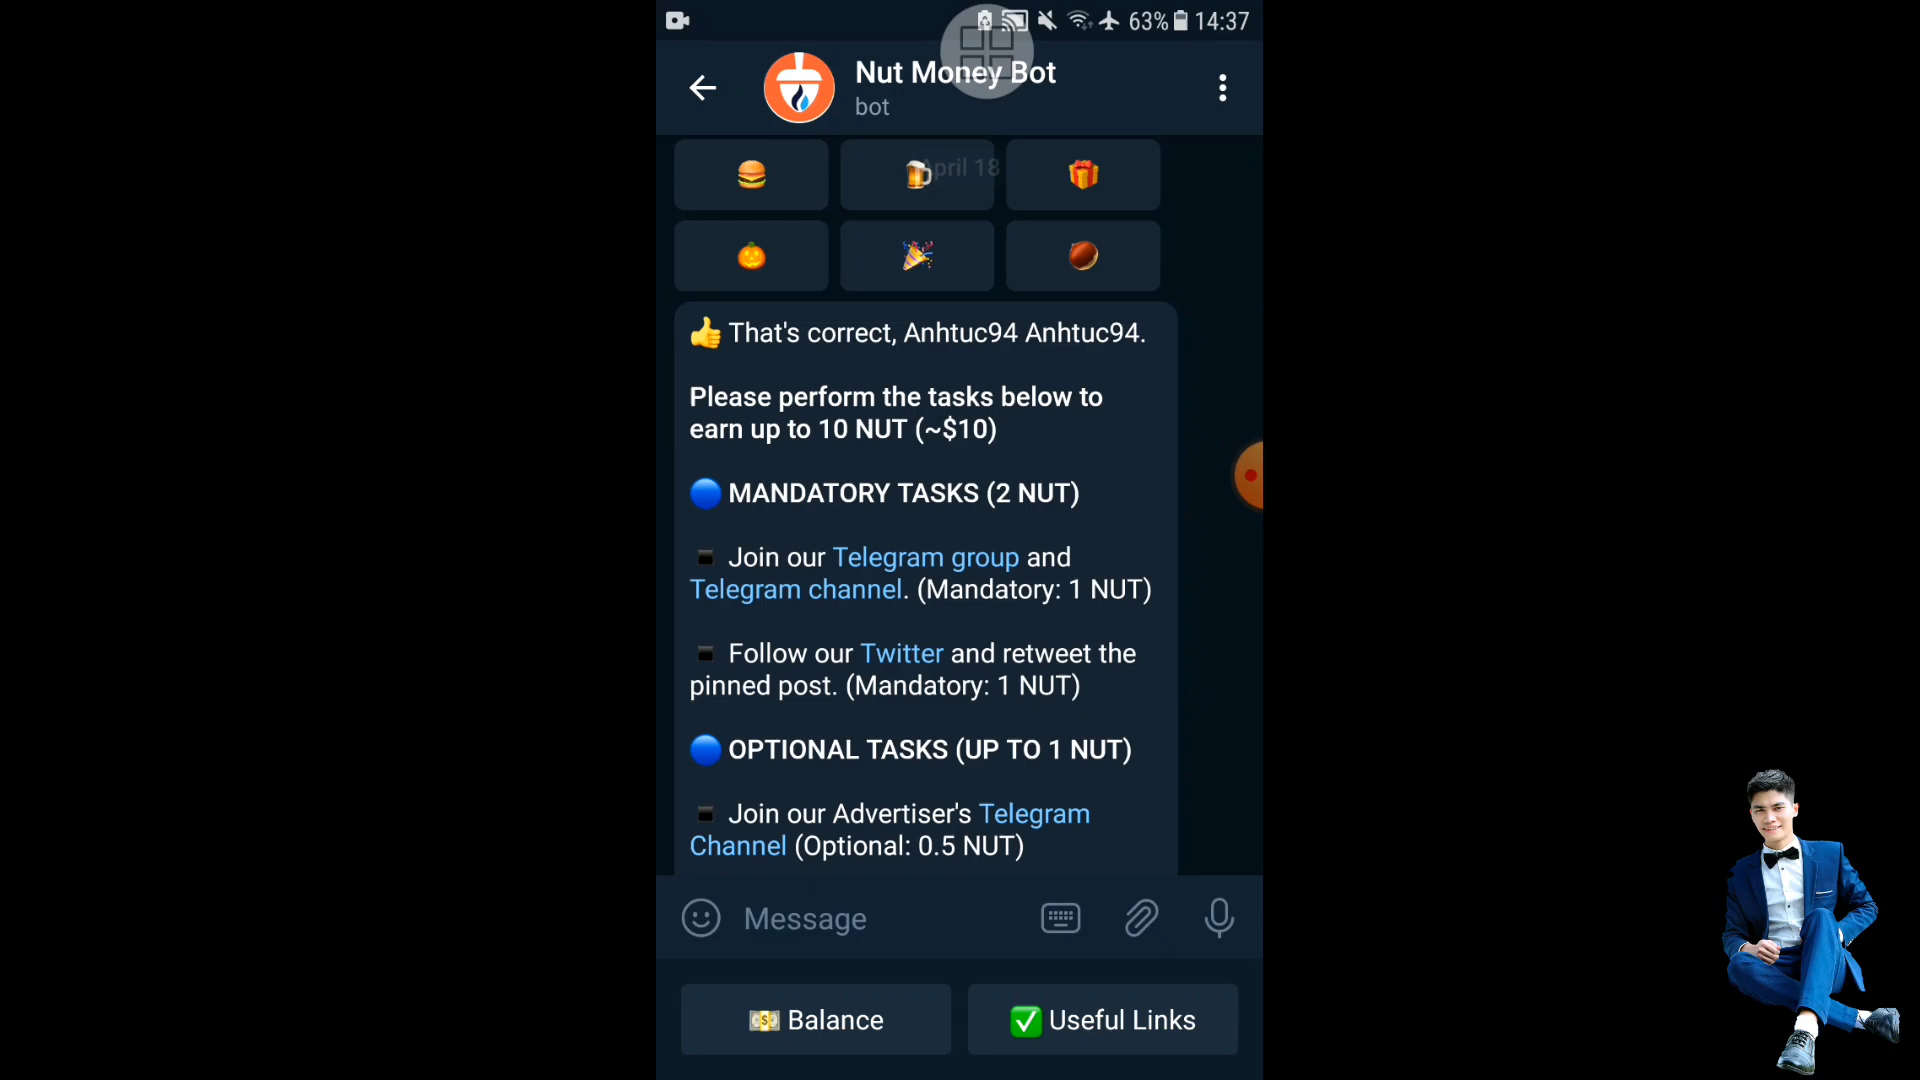 63% 14:37
Nut Money Bot
bot
April 18
That's correct, Anhtuc94 Anhtuc94.
Please perform the tasks below to
earn up to 10 NUT (~$10)
MANDATORY TASKS (2 NUT)
Join our Telegram group and
Telegram channel. (Mandatory: 1 NUT)
Follow our Twitter and retweet the
pinned post. (Mandatory: 1 NUT)
OPTIONAL TASKS (UP TO 1 NUT)
Join our Advertiser's Telegram
Channel (Optional: 0.5 NUT)
Message
Balance
Useful Links